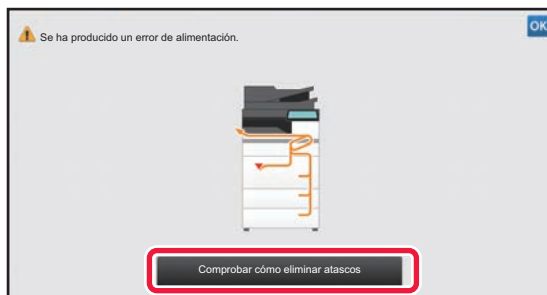 Se ha producido un error de alimentación.
OK
Comprobar cómo eliminar atascos